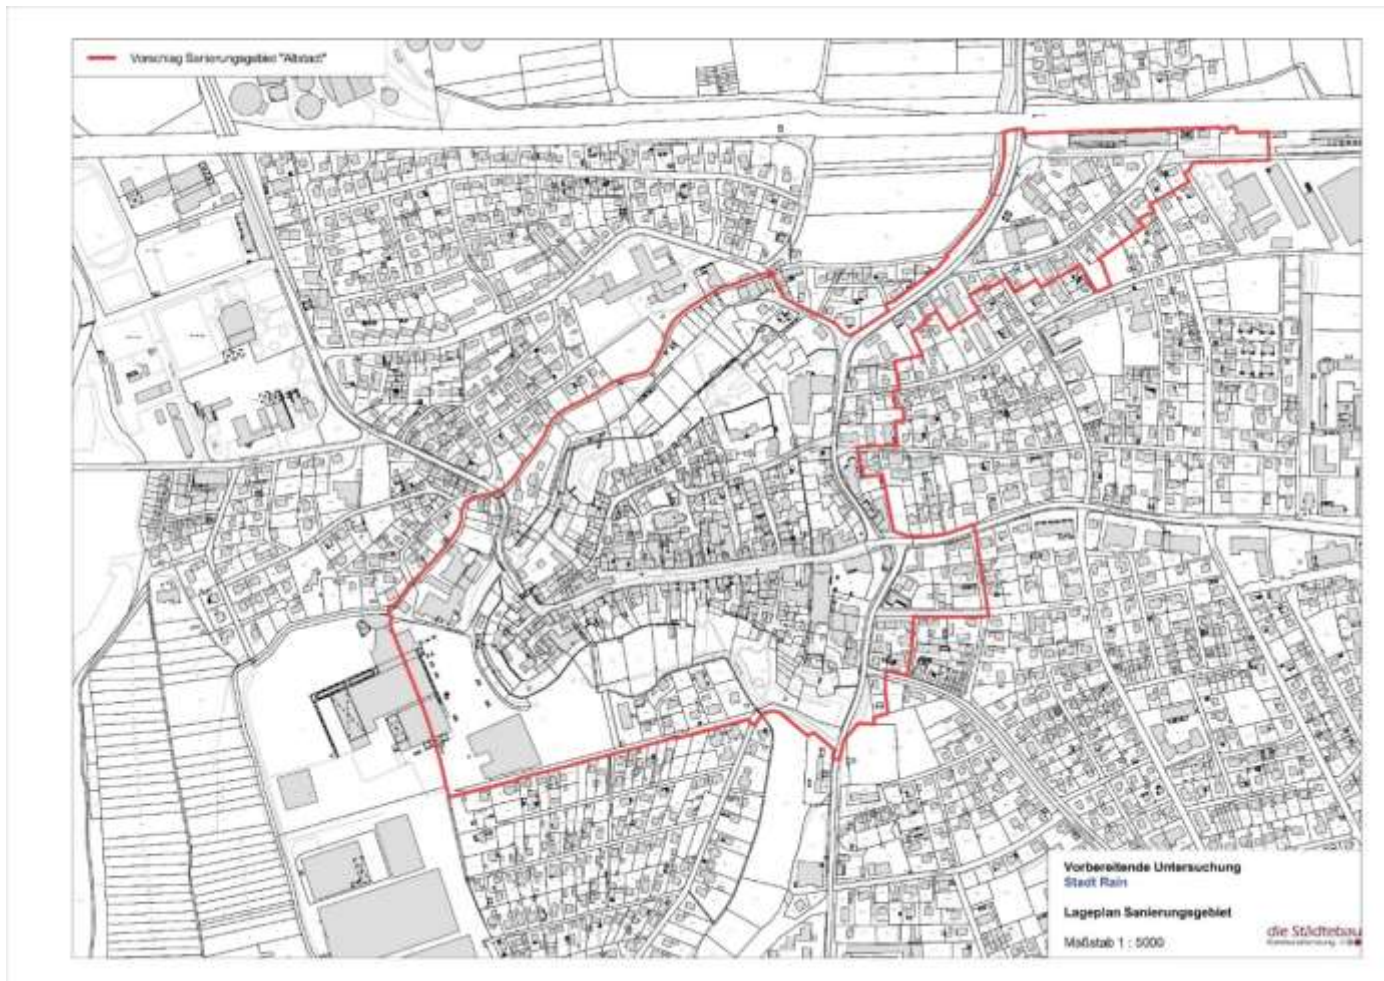 Vorschlag Sanierungsgebiet "Altstadt"
Vorbereitende Untersuchung
Stadt Rain
Lageplan Sanierungsgebiet
Maßstab 1 : 5000
die Städtebau